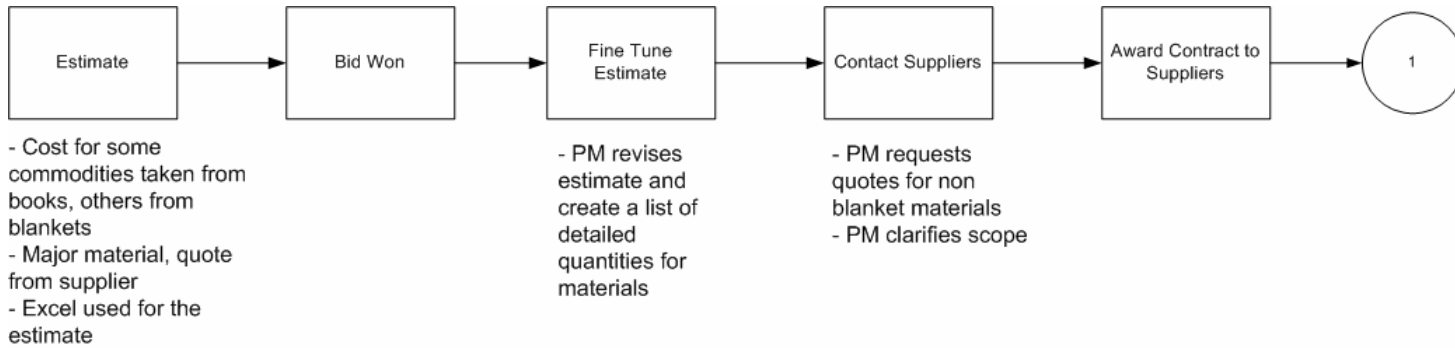 Estimate
Bid Won
Fine Tune
Estimate
Contact Suppliers
Award Contract to
Suppliers
1
- Cost for some
commodities taken from
books, others from
blankets
- Major material, quote
from supplier
- Excel used for the
estimate
- PM revises
estimate and
create a list of
detailed
quantities for
materials
- PM requests
quotes for non
blanket materials
- PM clarifies scope